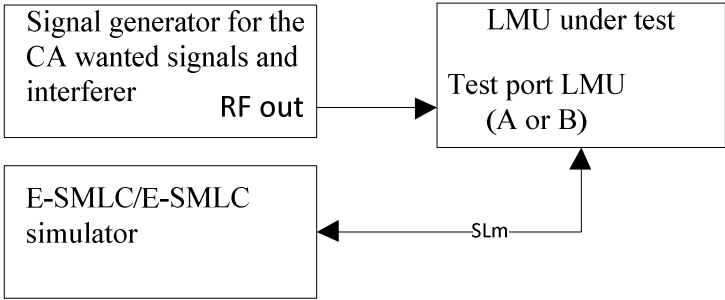 Signal generator for the
CA wanted signals and
interferer
RF out
LMU under test
Test port LMU
(A or B)
E-SMLC/E-SMLC
simulator
SLm